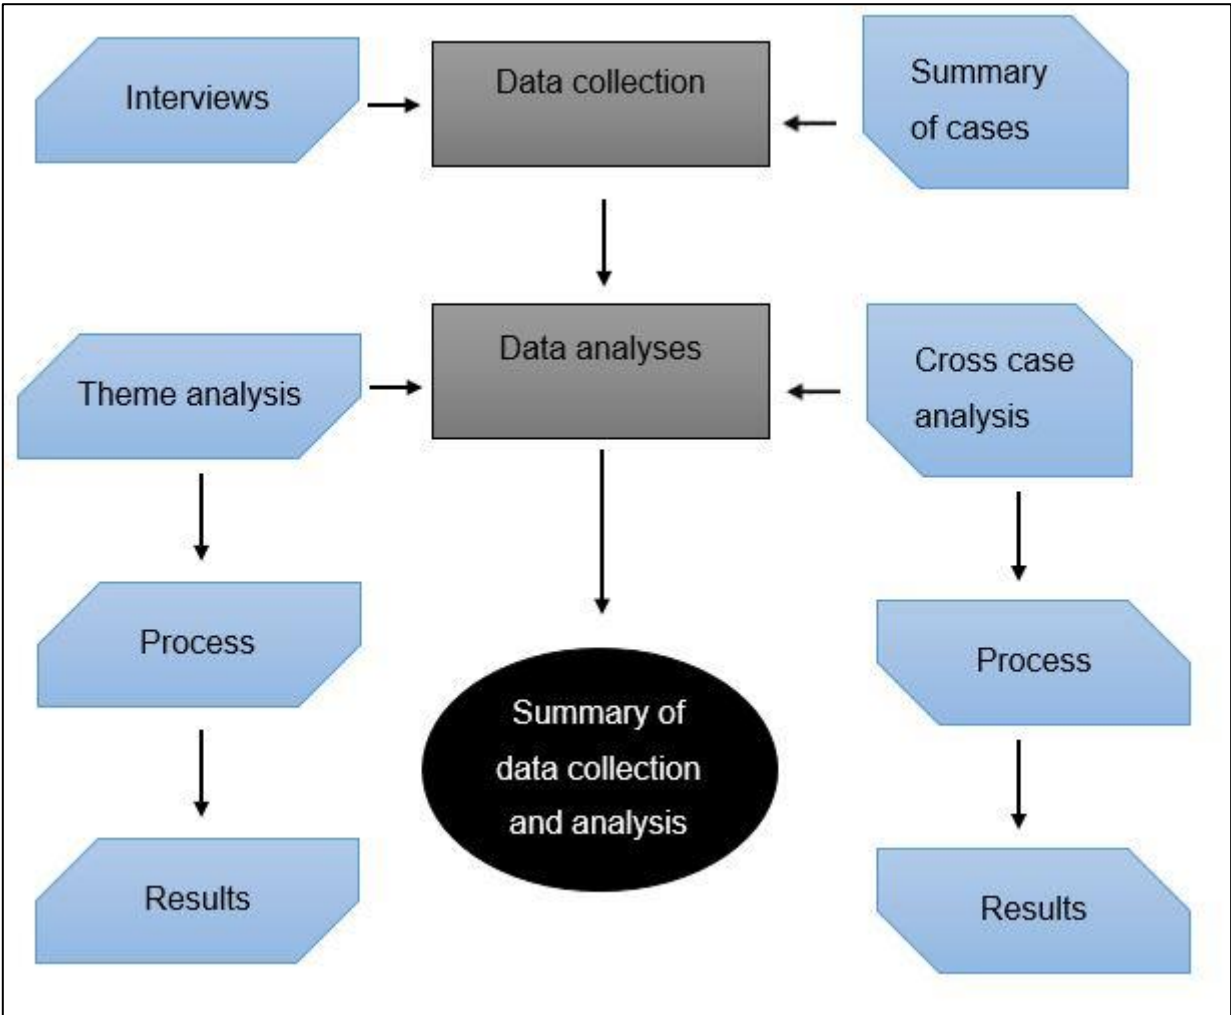 Interviews
Data collection
Summary
of cases
Theme analysis
Data analyses
Cross case
analysis
Process
Summary of
data collection
and analysis
Process
Results
Results